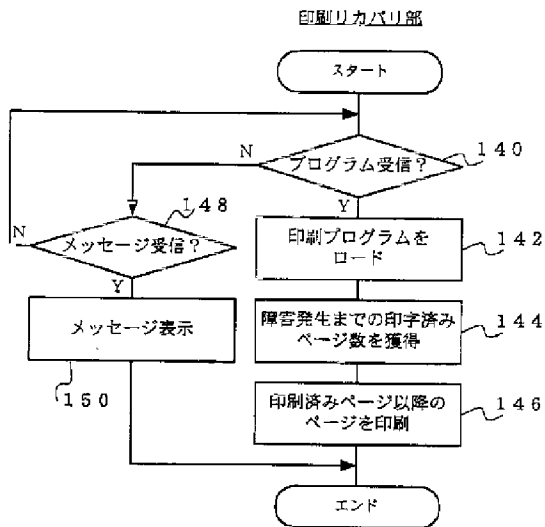 印刷リカバリ部
スタート
プログラム受信？
140
N
Y
148
メッセージ受信？
N
Y
印刷プログラムを
ロード
142
メッセージ表示
150
障害発生までの印字済み
ページ数を獲得
144
印刷済みページ以降の
ページを印刷
146
エンド